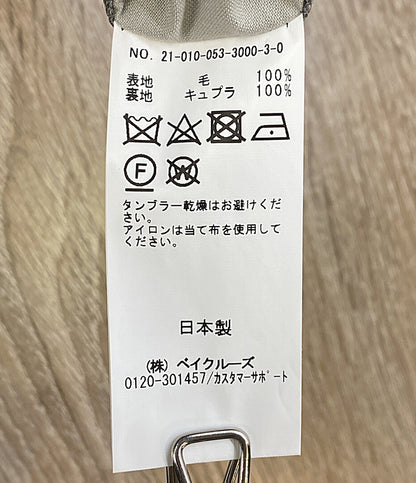 NO. 21-010-053-3000-3-0
表地 毛 100%
裏地 キュプラ 100%
F W
タンブラー乾燥はお避けくだ
さい。
アイロンは当て布を使用して
ください。
日本製
(株) ベイクルーズ
0120-301457/カスタマーサポート